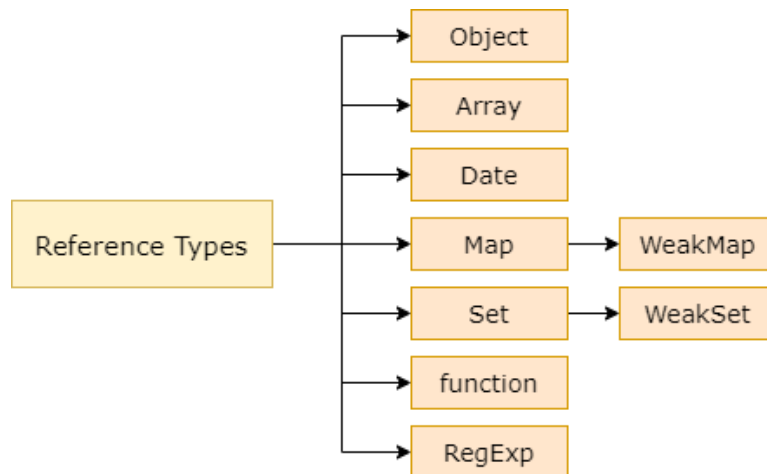 Object
Array
Date
Reference Types
Map
WeakMap
Set
WeakSet
function
RegExp